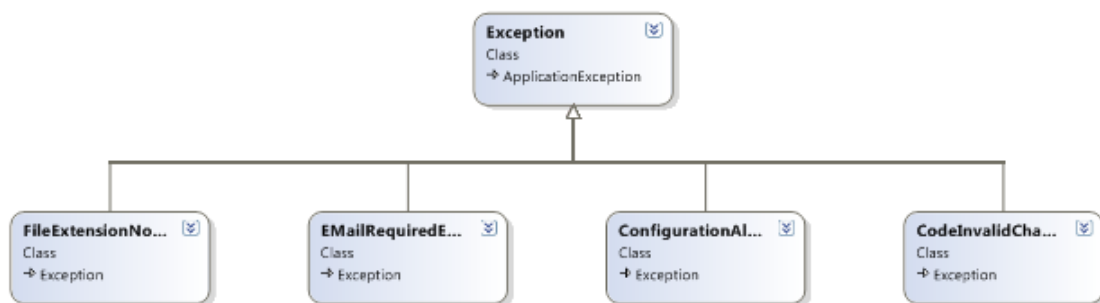 Exception
Class
ApplicationException
FileExtensionNo...
Class
Exception
EMailRequiredE...
Class
Exception
ConfigurationAl...
Class
Exception
CodeInvalidCha...
Class
Exception